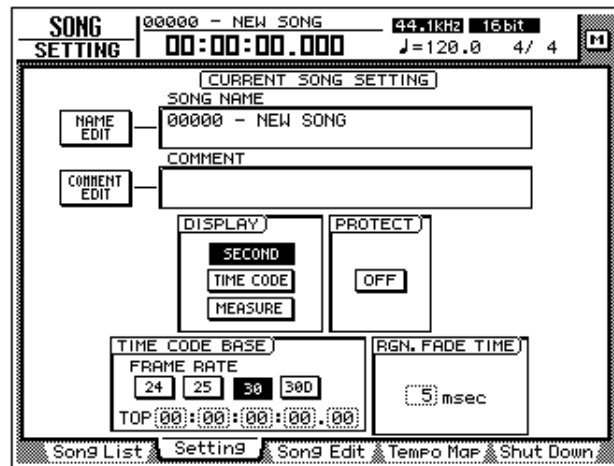 SONG
SETTING
00000 - NEW SONG
00:00:00.000
44.1kHz 16bit
♩=120.0 4/ 4
M
CURRENT SONG SETTING
SONG NAME
NAME
EDIT
00000 - NEW SONG
COMMENT
COMMENT
EDIT
DISPLAY
SECOND
TIME CODE
MEASURE
PROTECT
OFF
TIME CODE BASE
FRAME RATE
24 25 30 30D
TOP 00:00:00:00.00
RGN. FADE TIME
5 msec
Song List Setting Song Edit Tempo Map Shut Down